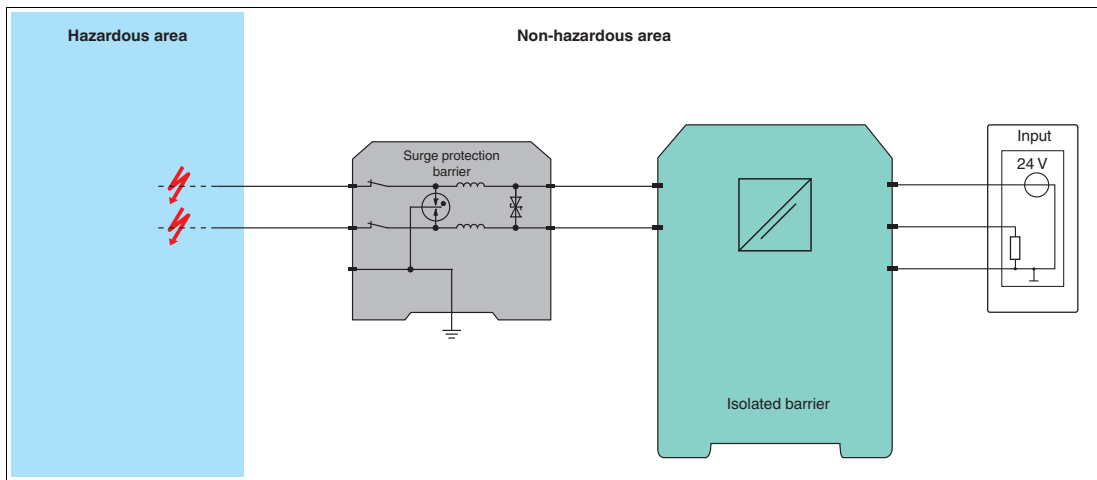 Hazardous area
Non-hazardous area
Surge protection
barrier
Input
24 V
Isolated barrier